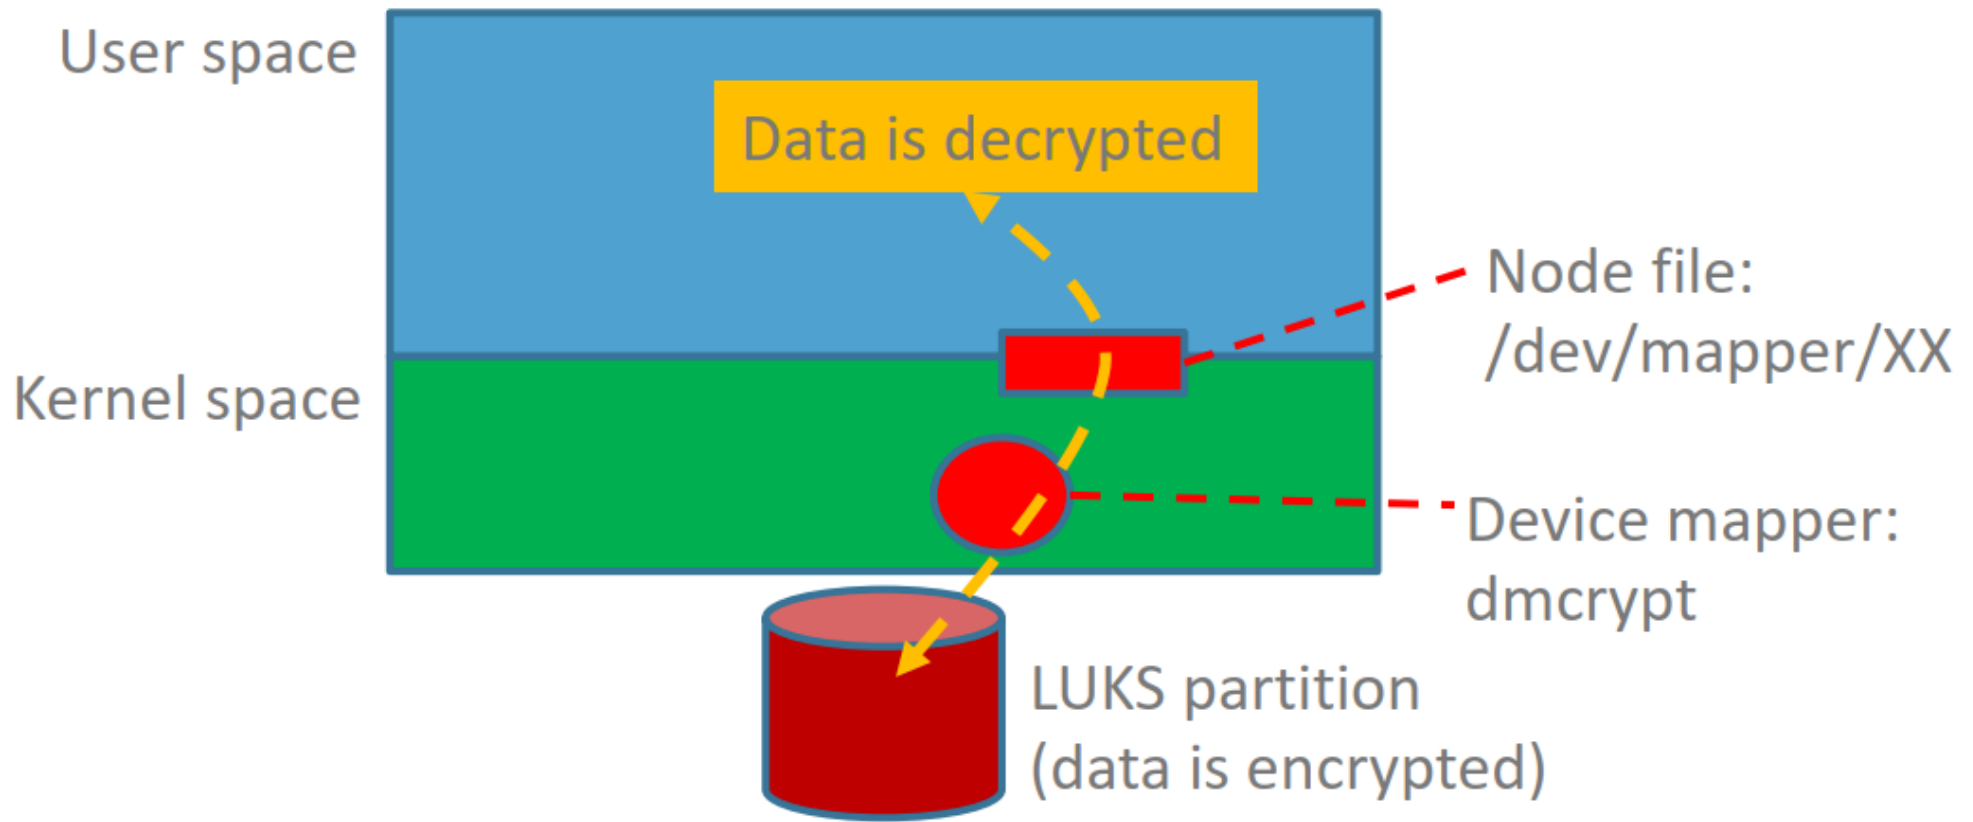 User space
Data is decrypted
Node file:
/dev/mapper/XX
Kernel space
Device mapper:
dmcrypt
LUKS partition
(data is encrypted)